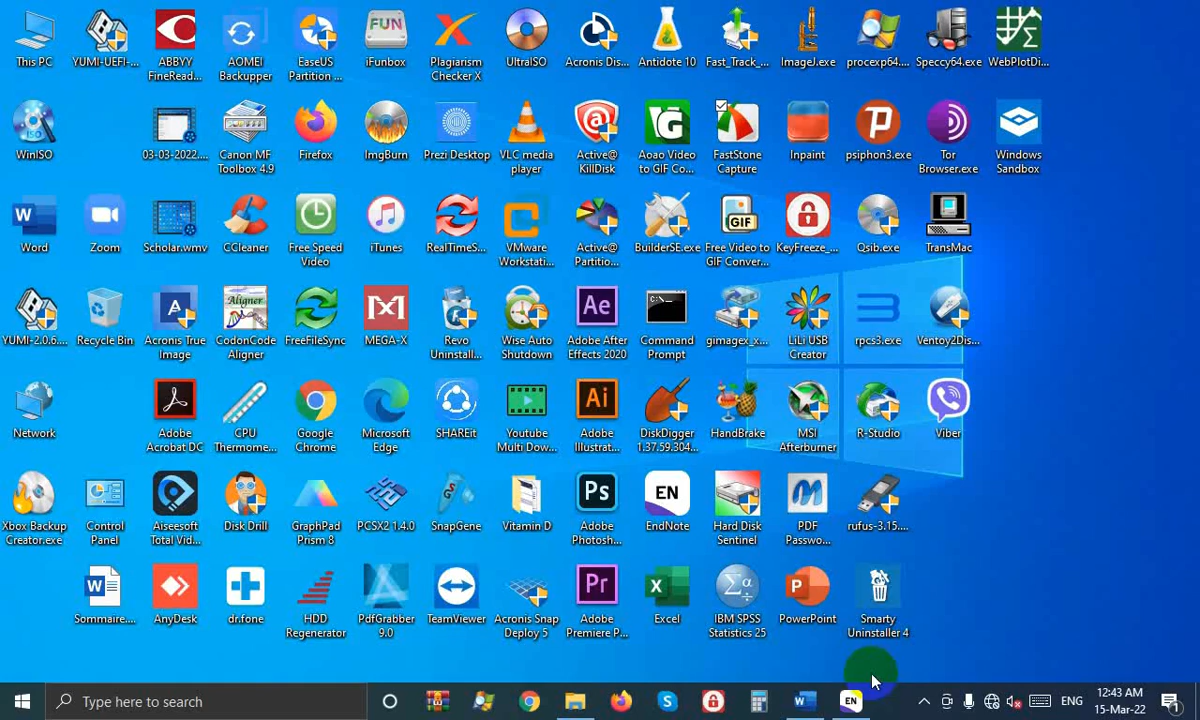 This PC
YUMI-UEFI-...
ABBYY
FineRead...
AOMEI
Backupper
EaseUS
Partition ...
FUN
iFunbox
Plagiarism
Checker X
UltraISO
Acronis Dis...
Antidote 10
Fast_Track_...
ImageJ.exe
procexp64....
Speccy64.exe
WebPlotDi...
ISO
WinISO
03-03-2022....
Canon MF
Toolbox 4.9
Firefox
ImgBurn
Prezi Desktop
VLC media
player
Active@
KillDisk
G
Aoao Video
to GIF Co...
FastStone
Capture
Inpaint
psiphon3.exe
Tor
Browser.exe
Windows
Sandbox
W
Word
Zoom
Scholar.wmv
CCleaner
Free Speed
Video
iTunes
RealTimeS...
VMware
Workstati...
Active@
Partitio...
BuilderSE.exe
GIF
Free Video to
GIF Conver...
KeyFreeze_...
Qsib.exe
TransMac
YUMI-2.0.6....
Recycle Bin
A
Acronis True
Image
Aligner
CodonCode
Aligner
FreeFileSync
MEGA-X
Revo
Uninstall...
Wise Auto
Shutdown
Ae
Adobe After
Effects 2020
C:\_
Command
Prompt
gimagex_x...
LiLi USB
Creator
rpcs3.exe
Ventoy2Dis...
Network
Adobe
Acrobat DC
CPU
Thermome...
Google
Chrome
Microsoft
Edge
SHAREit
Youtube
Multi Dow...
Ai
Adobe
Illustrat...
DiskDigger
1.37.59.304...
HandBrake
MSI
Afterburner
R-Studio
Viber
Xbox Backup
Creator.exe
Control
Panel
Aiseesoft
Total Vid...
Disk Drill
GraphPad
Prism 8
PCSX2 1.4.0
GS
SnapGene
Vitamin D
Ps
Adobe
Photosh...
EN
EndNote
Hard Disk
Sentinel
PDF
Passwo...
rufus-3.15....
W
Sommaire....
AnyDesk
dr.fone
HDD
Regenerator
PdfGrabber
9.0
TeamViewer
Acronis Snap
Deploy 5
Pr
Adobe
Premiere P...
X
Excel
Σα
IBM SPSS
Statistics 25
P
PowerPoint
Smarty
Uninstaller 4
Type here to search
W
EN
ENG
12:43 AM
15-Mar-22
1